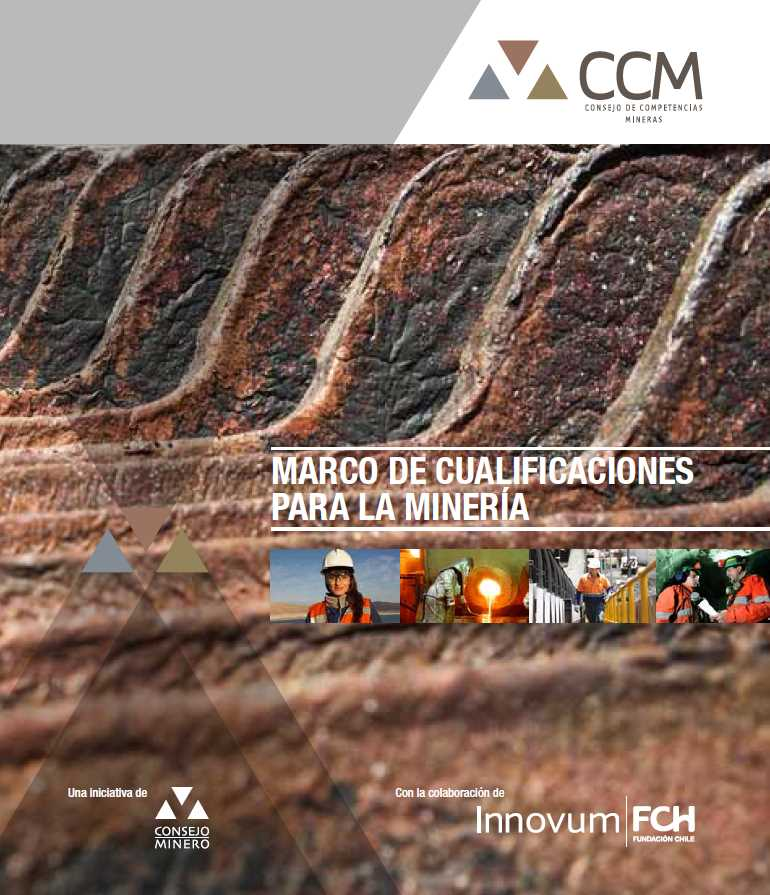 CCM
CONSEJO DE COMPETENCIAS
MINERAS
MARCO DE CUALIFICACIONES
PARA LA MINERÍA
Una iniciativa de
CONSEJO
MINERO
Con la colaboración de
Innovum FCH
FUNDACIÓN CHILE